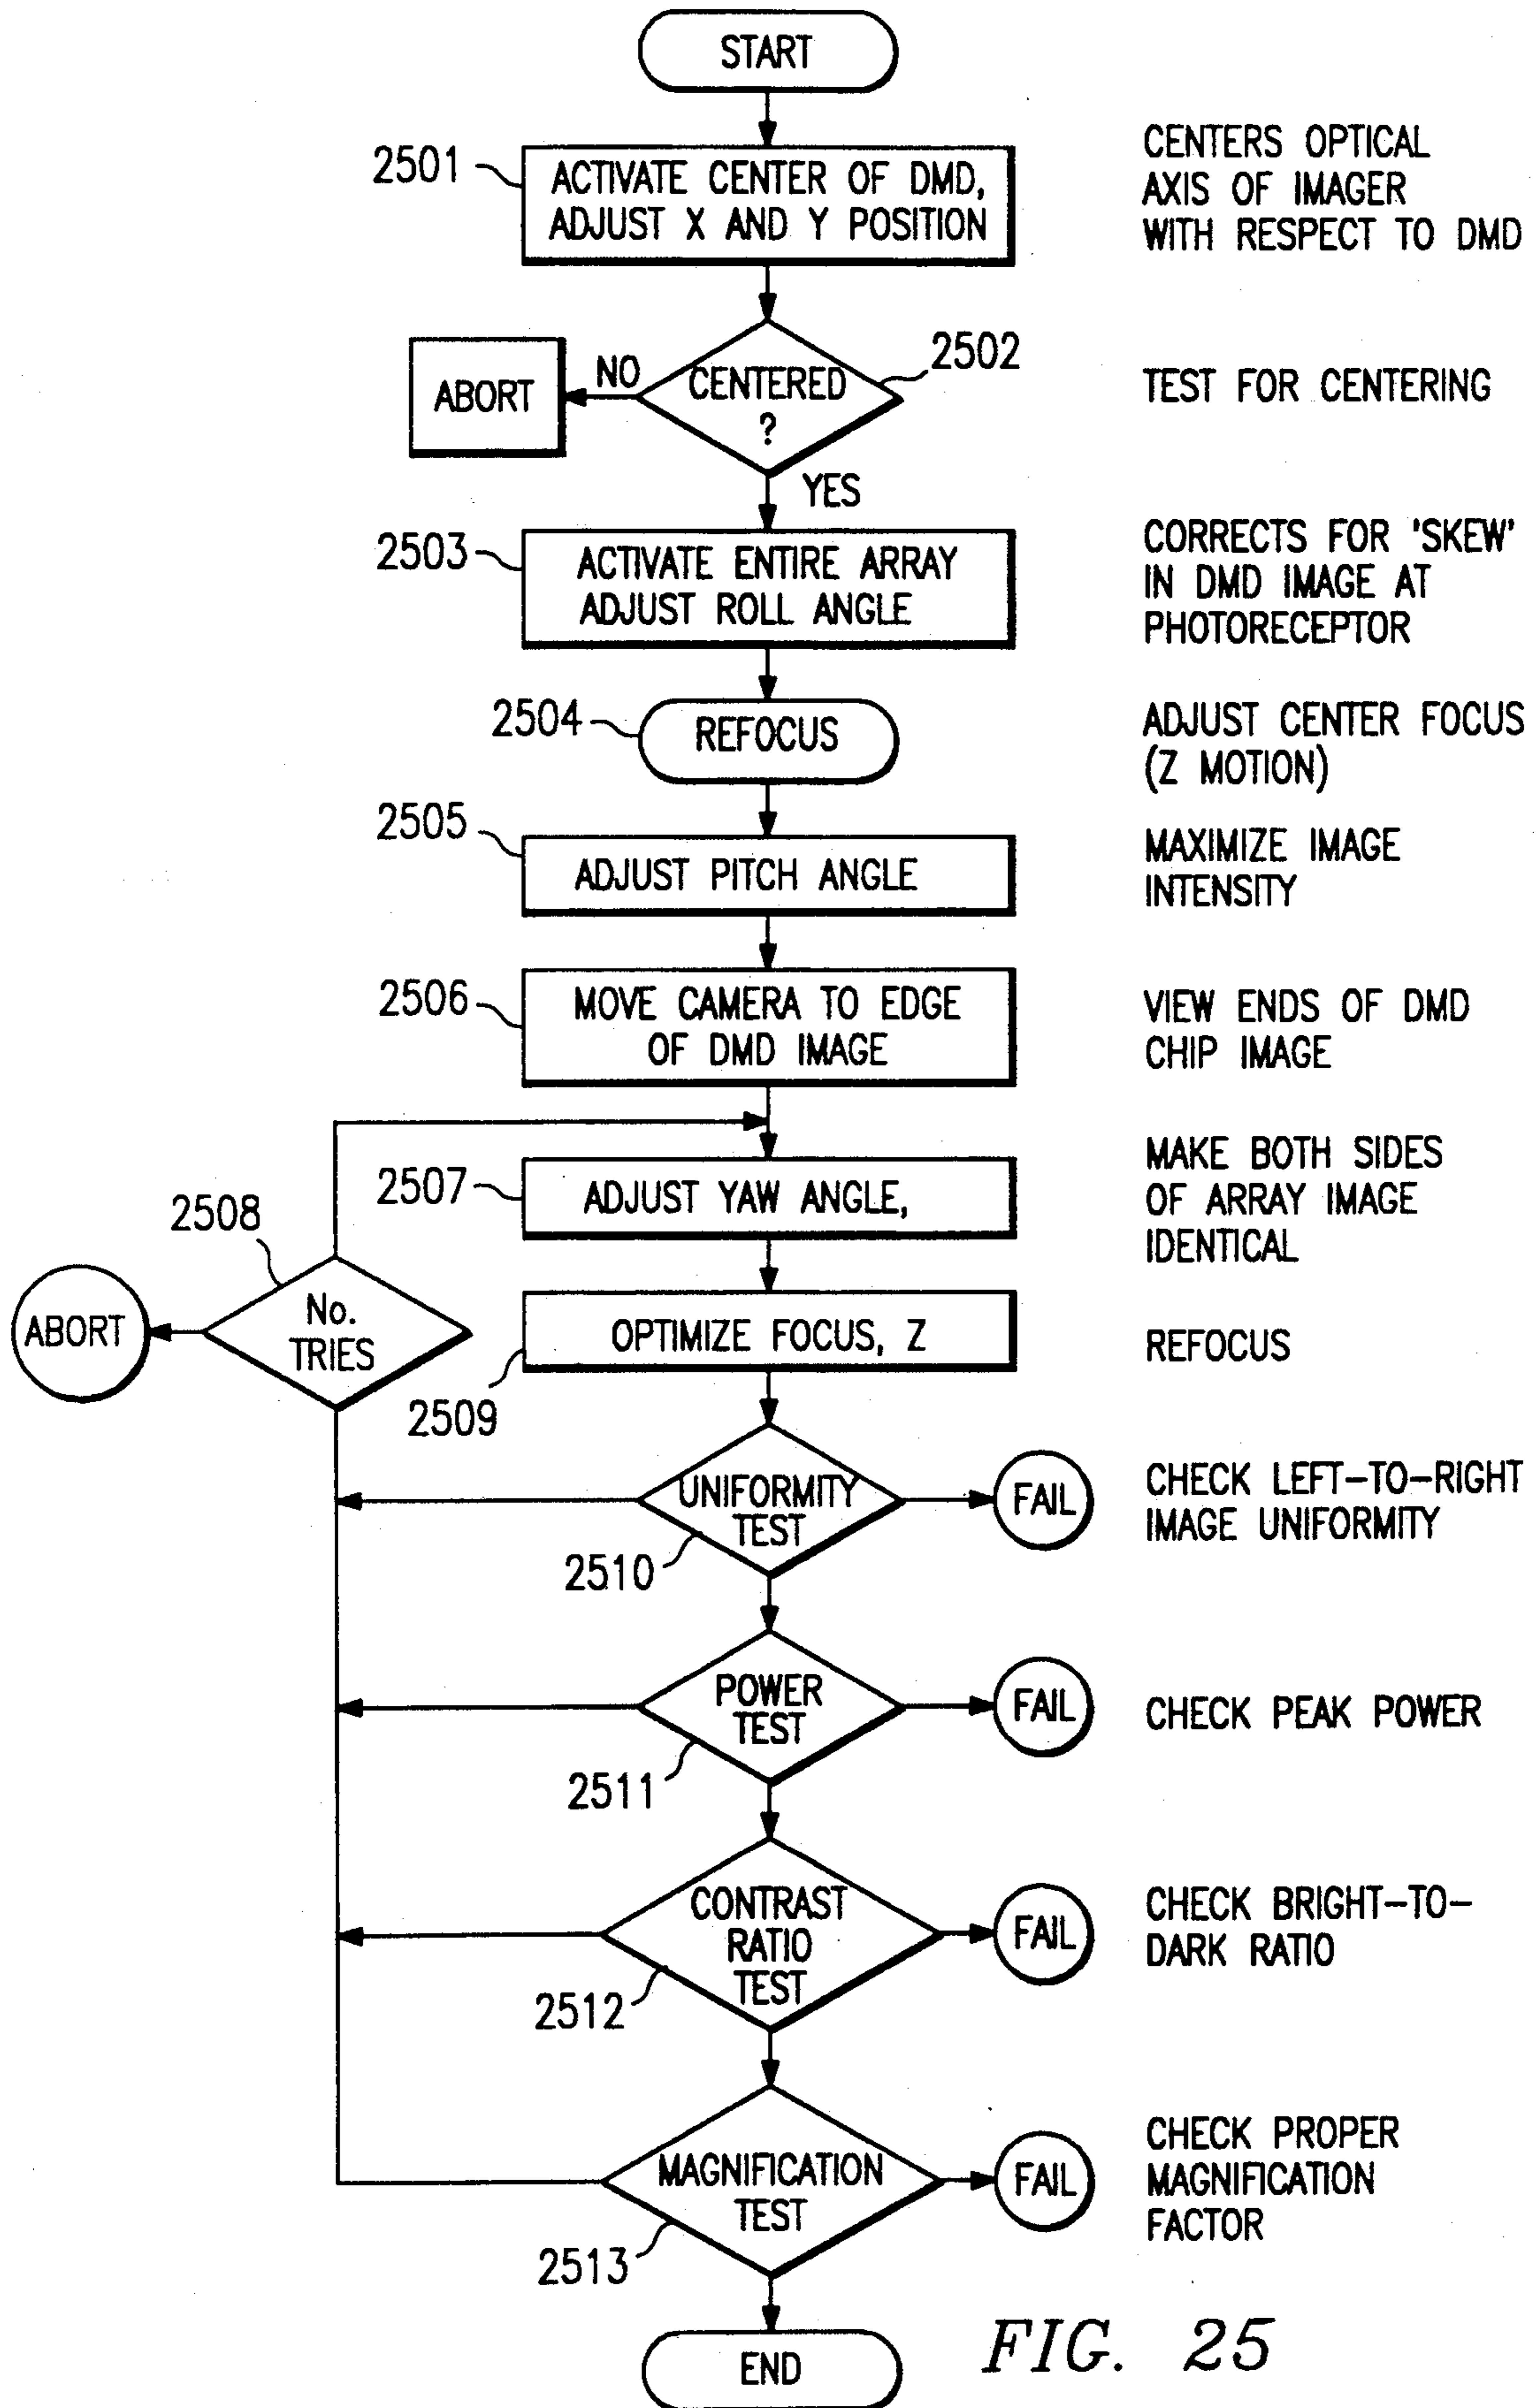 START
2501
ACTIVATE CENTER OF DMD,
ADJUST X AND Y POSITION
CENTERS OPTICAL
AXIS OF IMAGER
WITH RESPECT TO DMD
2502
ABORT
NO
CENTERED
?
TEST FOR CENTERING
YES
2503
ACTIVATE ENTIRE ARRAY
ADJUST ROLL ANGLE
CORRECTS FOR 'SKEW'
IN DMD IMAGE AT
PHOTORECEPTOR
2504
REFOCUS
ADJUST CENTER FOCUS
(Z MOTION)
2505
ADJUST PITCH ANGLE
MAXIMIZE IMAGE
INTENSITY
2506
MOVE CAMERA TO EDGE
OF DMD IMAGE
VIEW ENDS OF DMD
CHIP IMAGE
2507
ADJUST YAW ANGLE,
MAKE BOTH SIDES
OF ARRAY IMAGE
IDENTICAL
2508
ABORT
No.
TRIES
OPTIMIZE FOCUS, Z
REFOCUS
2509
UNIFORMITY
TEST
FAIL
CHECK LEFT-TO-RIGHT
IMAGE UNIFORMITY
2510
POWER
TEST
FAIL
CHECK PEAK POWER
2511
CONTRAST
RATIO
TEST
FAIL
CHECK BRIGHT-TO-
DARK RATIO
2512
MAGNIFICATION
TEST
FAIL
CHECK PROPER
MAGNIFICATION
FACTOR
2513
END
FIG. 25